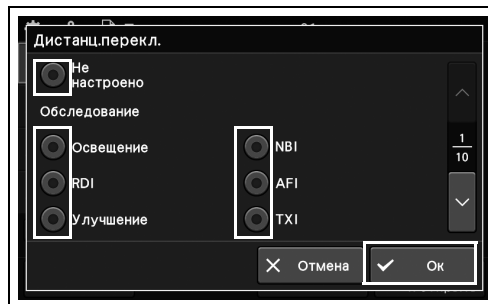 Дистанц.перекл.
Не
настроено
Обследование
Освещение
NBI
RDI
AFI
Улучшение
TXI
1
10
Отмена
Ок